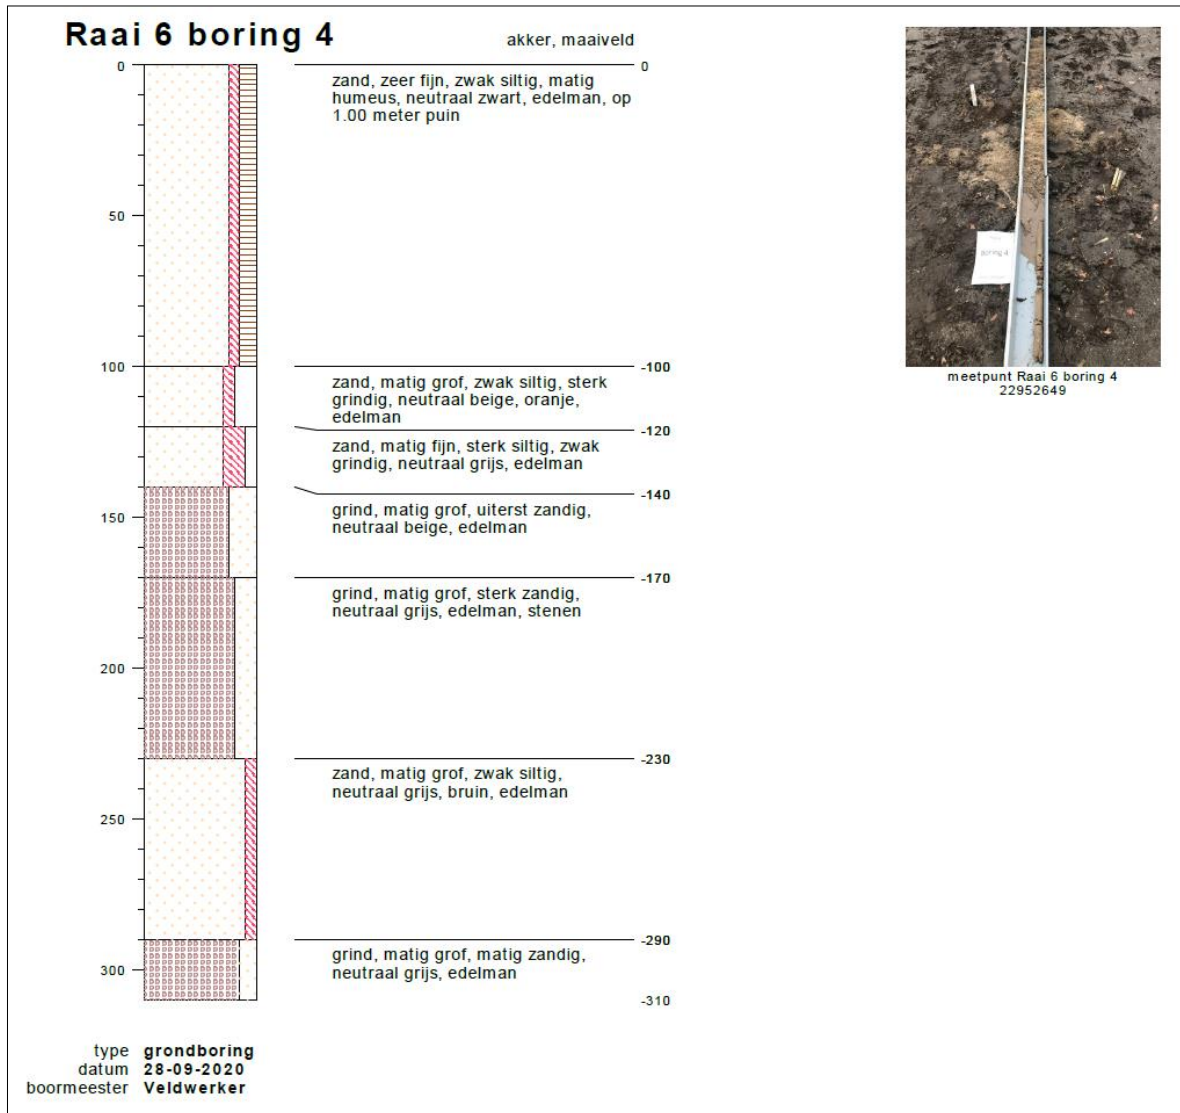 Raai 6 boring 4
akker, maaiveld
0
0
zand, zeer fijn, zwak siltig, matig
humeus, neutraal zwart, edelman, op
1.00 meter puin
50
100
-100
zand, matig grof, zwak siltig, sterk
grindig, neutraal beige, oranje,
edelman
-120
zand, matig fijn, sterk siltig, zwak
grindig, neutraal grijs, edelman
-140
grind, matig grof, uiterst zandig,
neutraal beige, edelman
150
-170
grind, matig grof, sterk zandig,
neutraal grijs, edelman, stenen
200
-230
zand, matig grof, zwak siltig,
neutraal grijs, bruin, edelman
250
-290
grind, matig grof, matig zandig,
neutraal grijs, edelman
300
-310
type grondboring
datum 28-09-2020
boormeester Veldwerker
boring 4
meetpunt Raai 6 boring 4
22952649